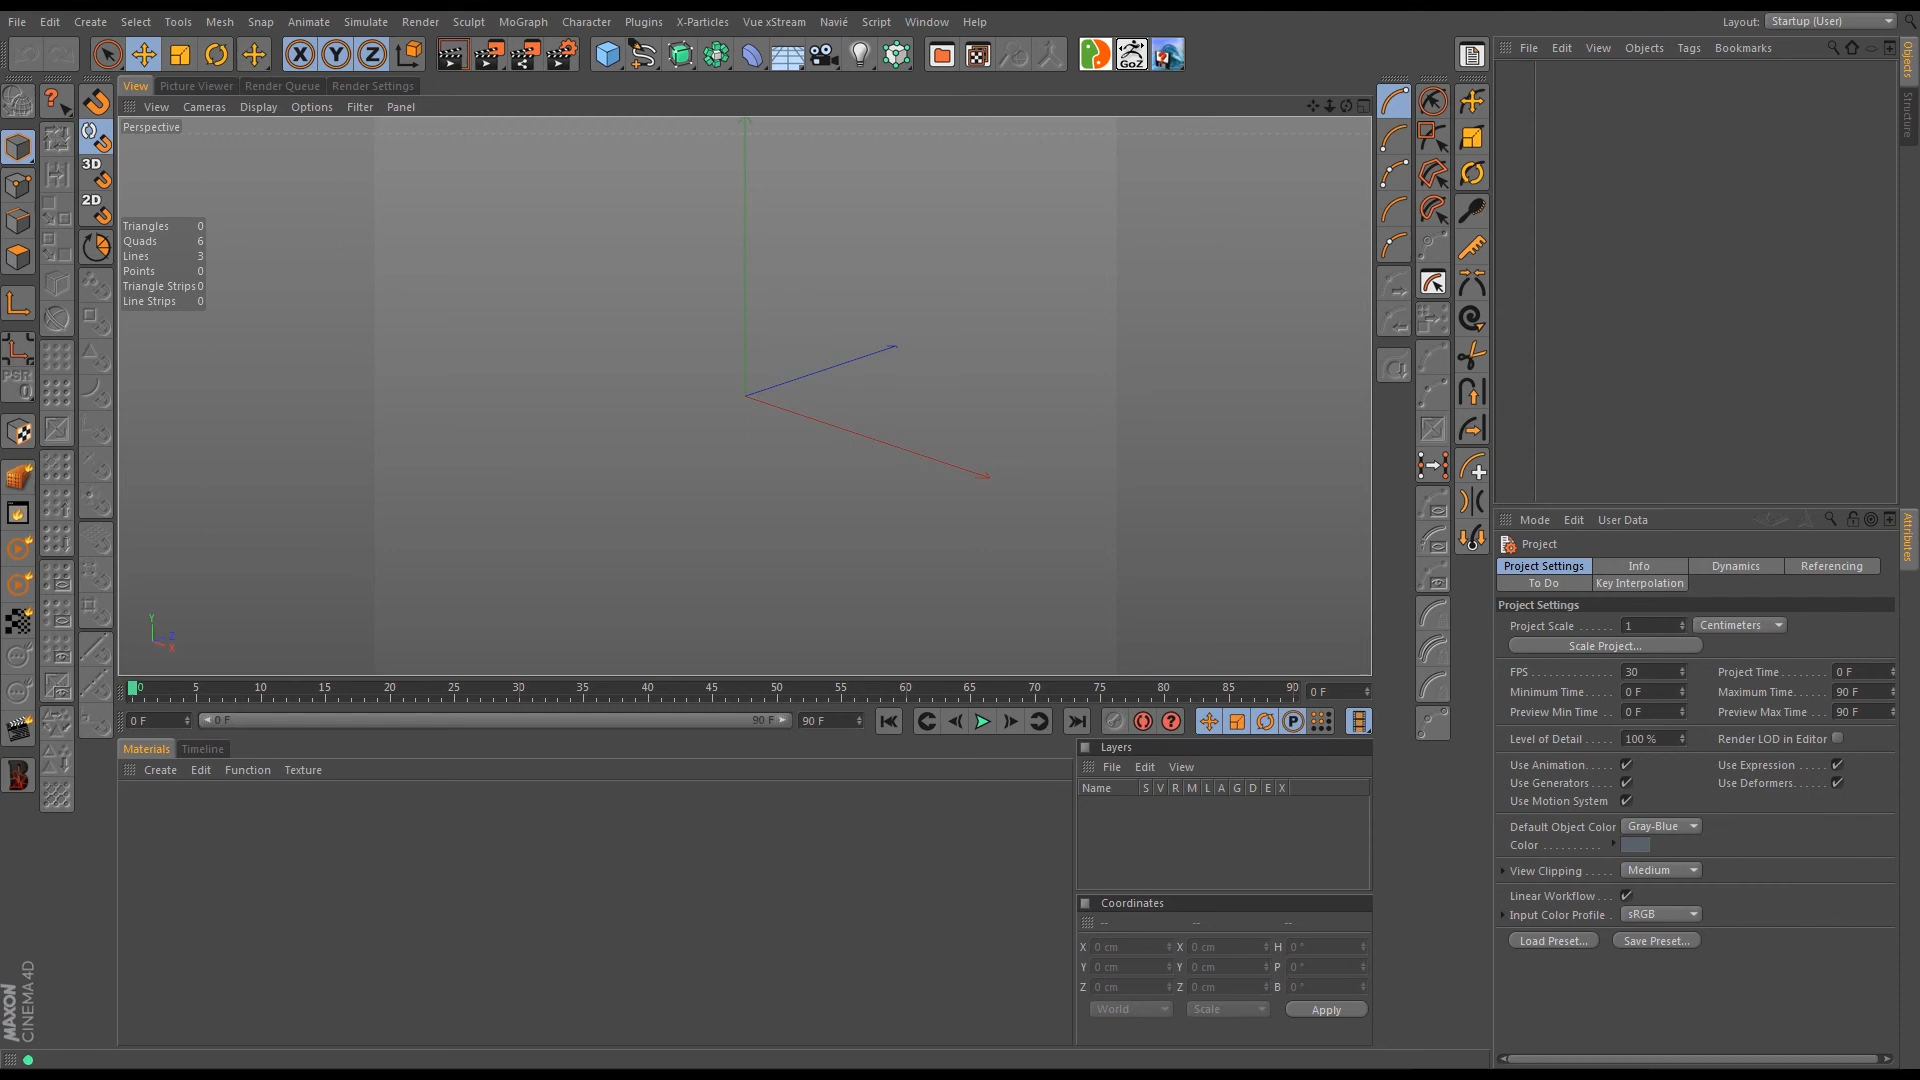 File Edit Create Select Tools Mesh Snap Animate Simulate Render Sculpt MoGraph Character Plugins X-Particles Vue xStream Navié Script Window Help
Layout: Startup (User)
X Y Z
GoZ
File Edit View Objects Tags Bookmarks
Objects
Structure
View Picture Viewer Render Queue Render Settings
View Cameras Display Options Filter Panel
Perspective
3D
2D
Triangles 0
Quads 6
Lines 3
Points 0
Triangle Strips 0
Line Strips 0
PSR
0
Y
Z
X
0 5 10 15 20 25 30 35 40 45 50 55 60 65 70 75 80 85 90 0 F
0 F 0 F 90 F 90 F
P
Materials Timeline
Create Edit Function Texture
Layers
File Edit View
Name S V R M L A G D E X
Coordinates
-- -- --
X 0 cm X 0 cm H 0 °
Y 0 cm Y 0 cm P 0 °
Z 0 cm Z 0 cm B 0 °
World Scale Apply
Mode Edit User Data
Attributes
Project
Project Settings Info Dynamics Referencing
To Do Key Interpolation
Project Settings
Project Scale 1 Centimeters
Scale Project...
FPS 30 Project Time 0 F
Minimum Time 0 F Maximum Time 90 F
Preview Min Time 0 F Preview Max Time 90 F
Level of Detail 100 % Render LOD in Editor
Use Animation Use Expression
Use Generators Use Deformers
Use Motion System
Default Object Color Gray-Blue
Color
View Clipping Medium
Linear Workflow
Input Color Profile sRGB
Load Preset... Save Preset...
MAXON
CINEMA 4D